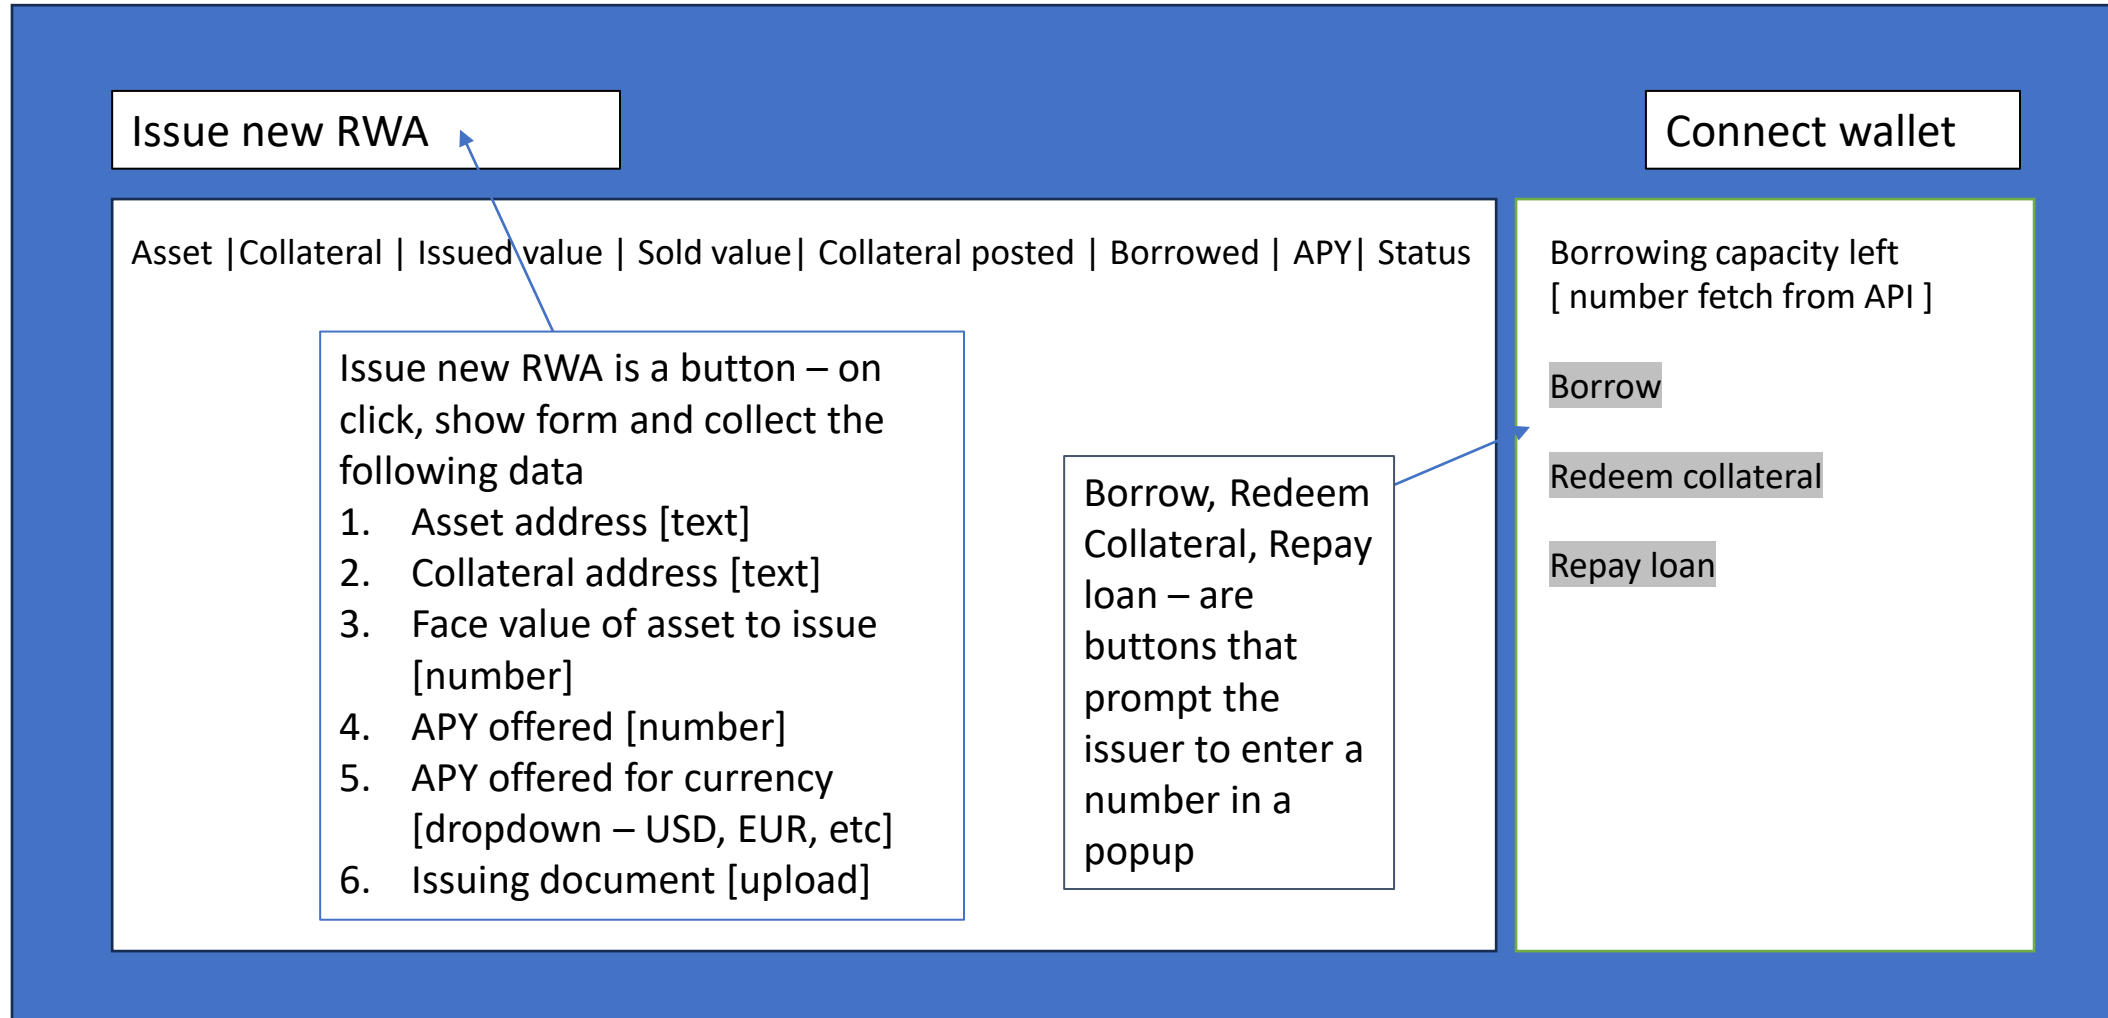 Issue new RWA
Connect wallet
Asset |Collateral | Issued value | Sold value| Collateral posted | Borrowed | APY| Status
Issue new RWA is a button – on
click, show form and collect the
following data
1. Asset address [text]
2. Collateral address [text]
3. Face value of asset to issue
[number]
4. APY offered [number]
5. APY offered for currency
[dropdown – USD, EUR, etc]
6. Issuing document [upload]
Borrow, Redeem
Collateral, Repay
loan – are
buttons that
prompt the
issuer to enter a
number in a
popup
Borrowing capacity left
[ number fetch from API ]
Borrow
Redeem collateral
Repay loan